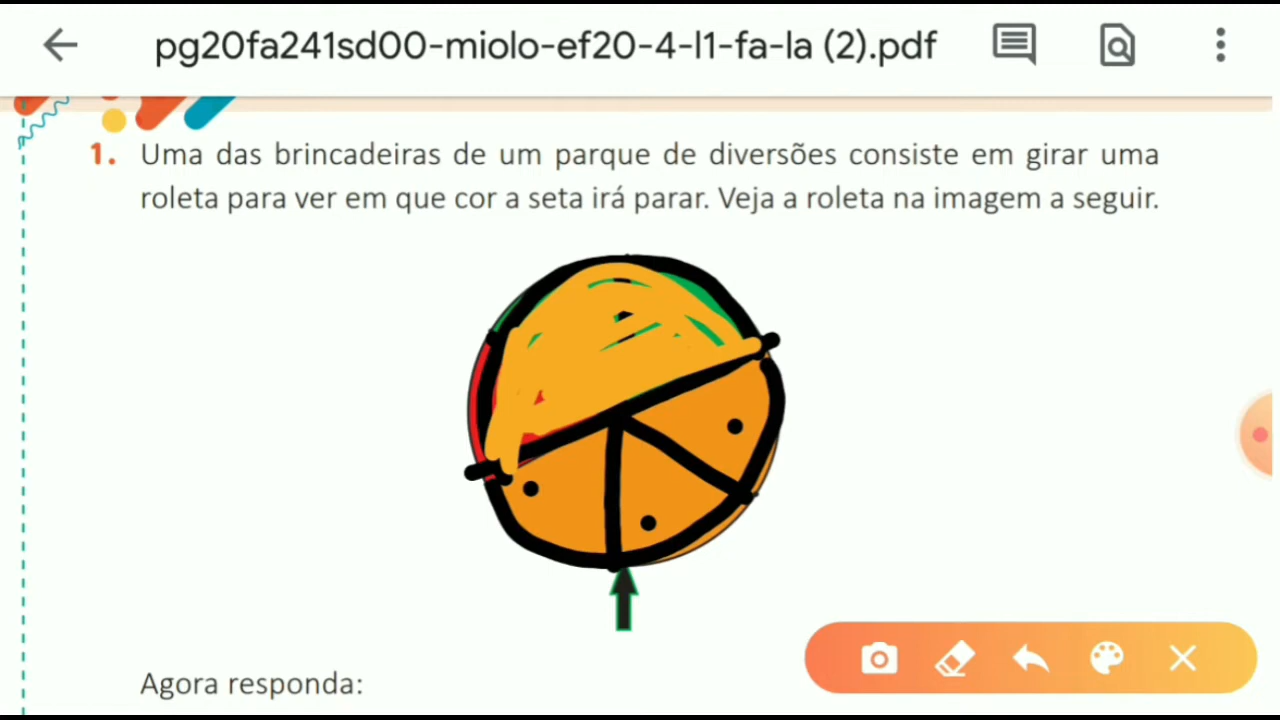 pg20fa241sd00-miolo-ef20-4-l1-fa-la (2).pdf
1. Uma das brincadeiras de um parque de diversões consiste em girar uma
roleta para ver em que cor a seta irá parar. Veja a roleta na imagem a seguir.
Agora responda: